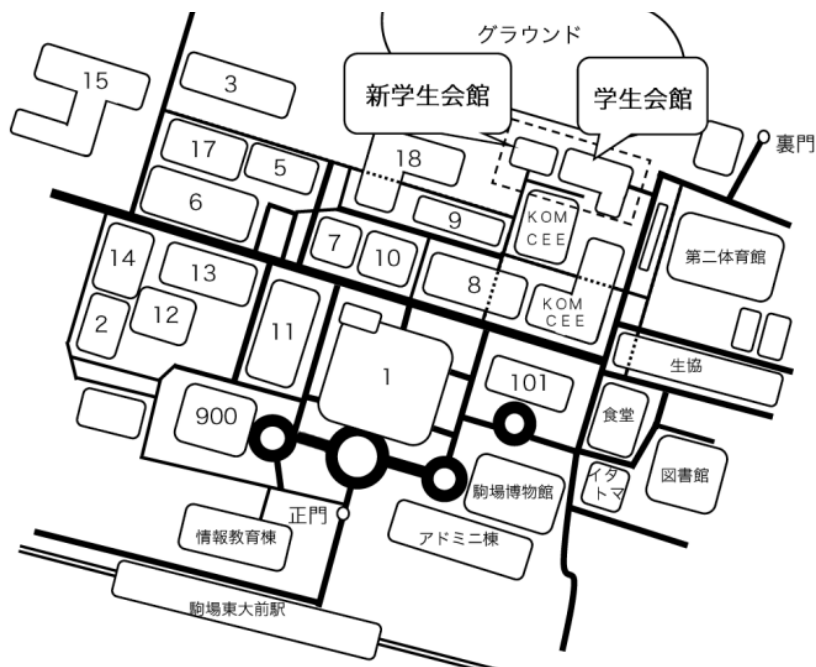 グラウンド
新学生会館
学生会館
15
3
裏門
17
5
18
6
9
KOM
CEE
7
10
第二体育館
14
13
8
KOM
CEE
2
12
11
1
101
生協
900
食堂
イタ
トマ
図書館
駒場博物館
正門
情報教育棟
アドミニ棟
駒場東大前駅